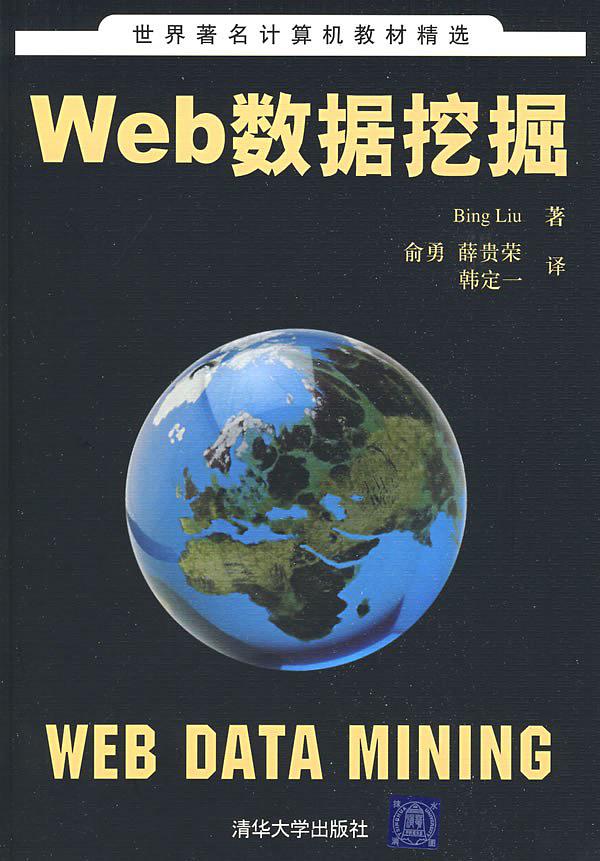 世界著名计算机教材精选
Web数据挖掘
Bing Liu 著
俞勇 薛贵荣
韩定一 译
WEB DATA MINING
清华大学出版社